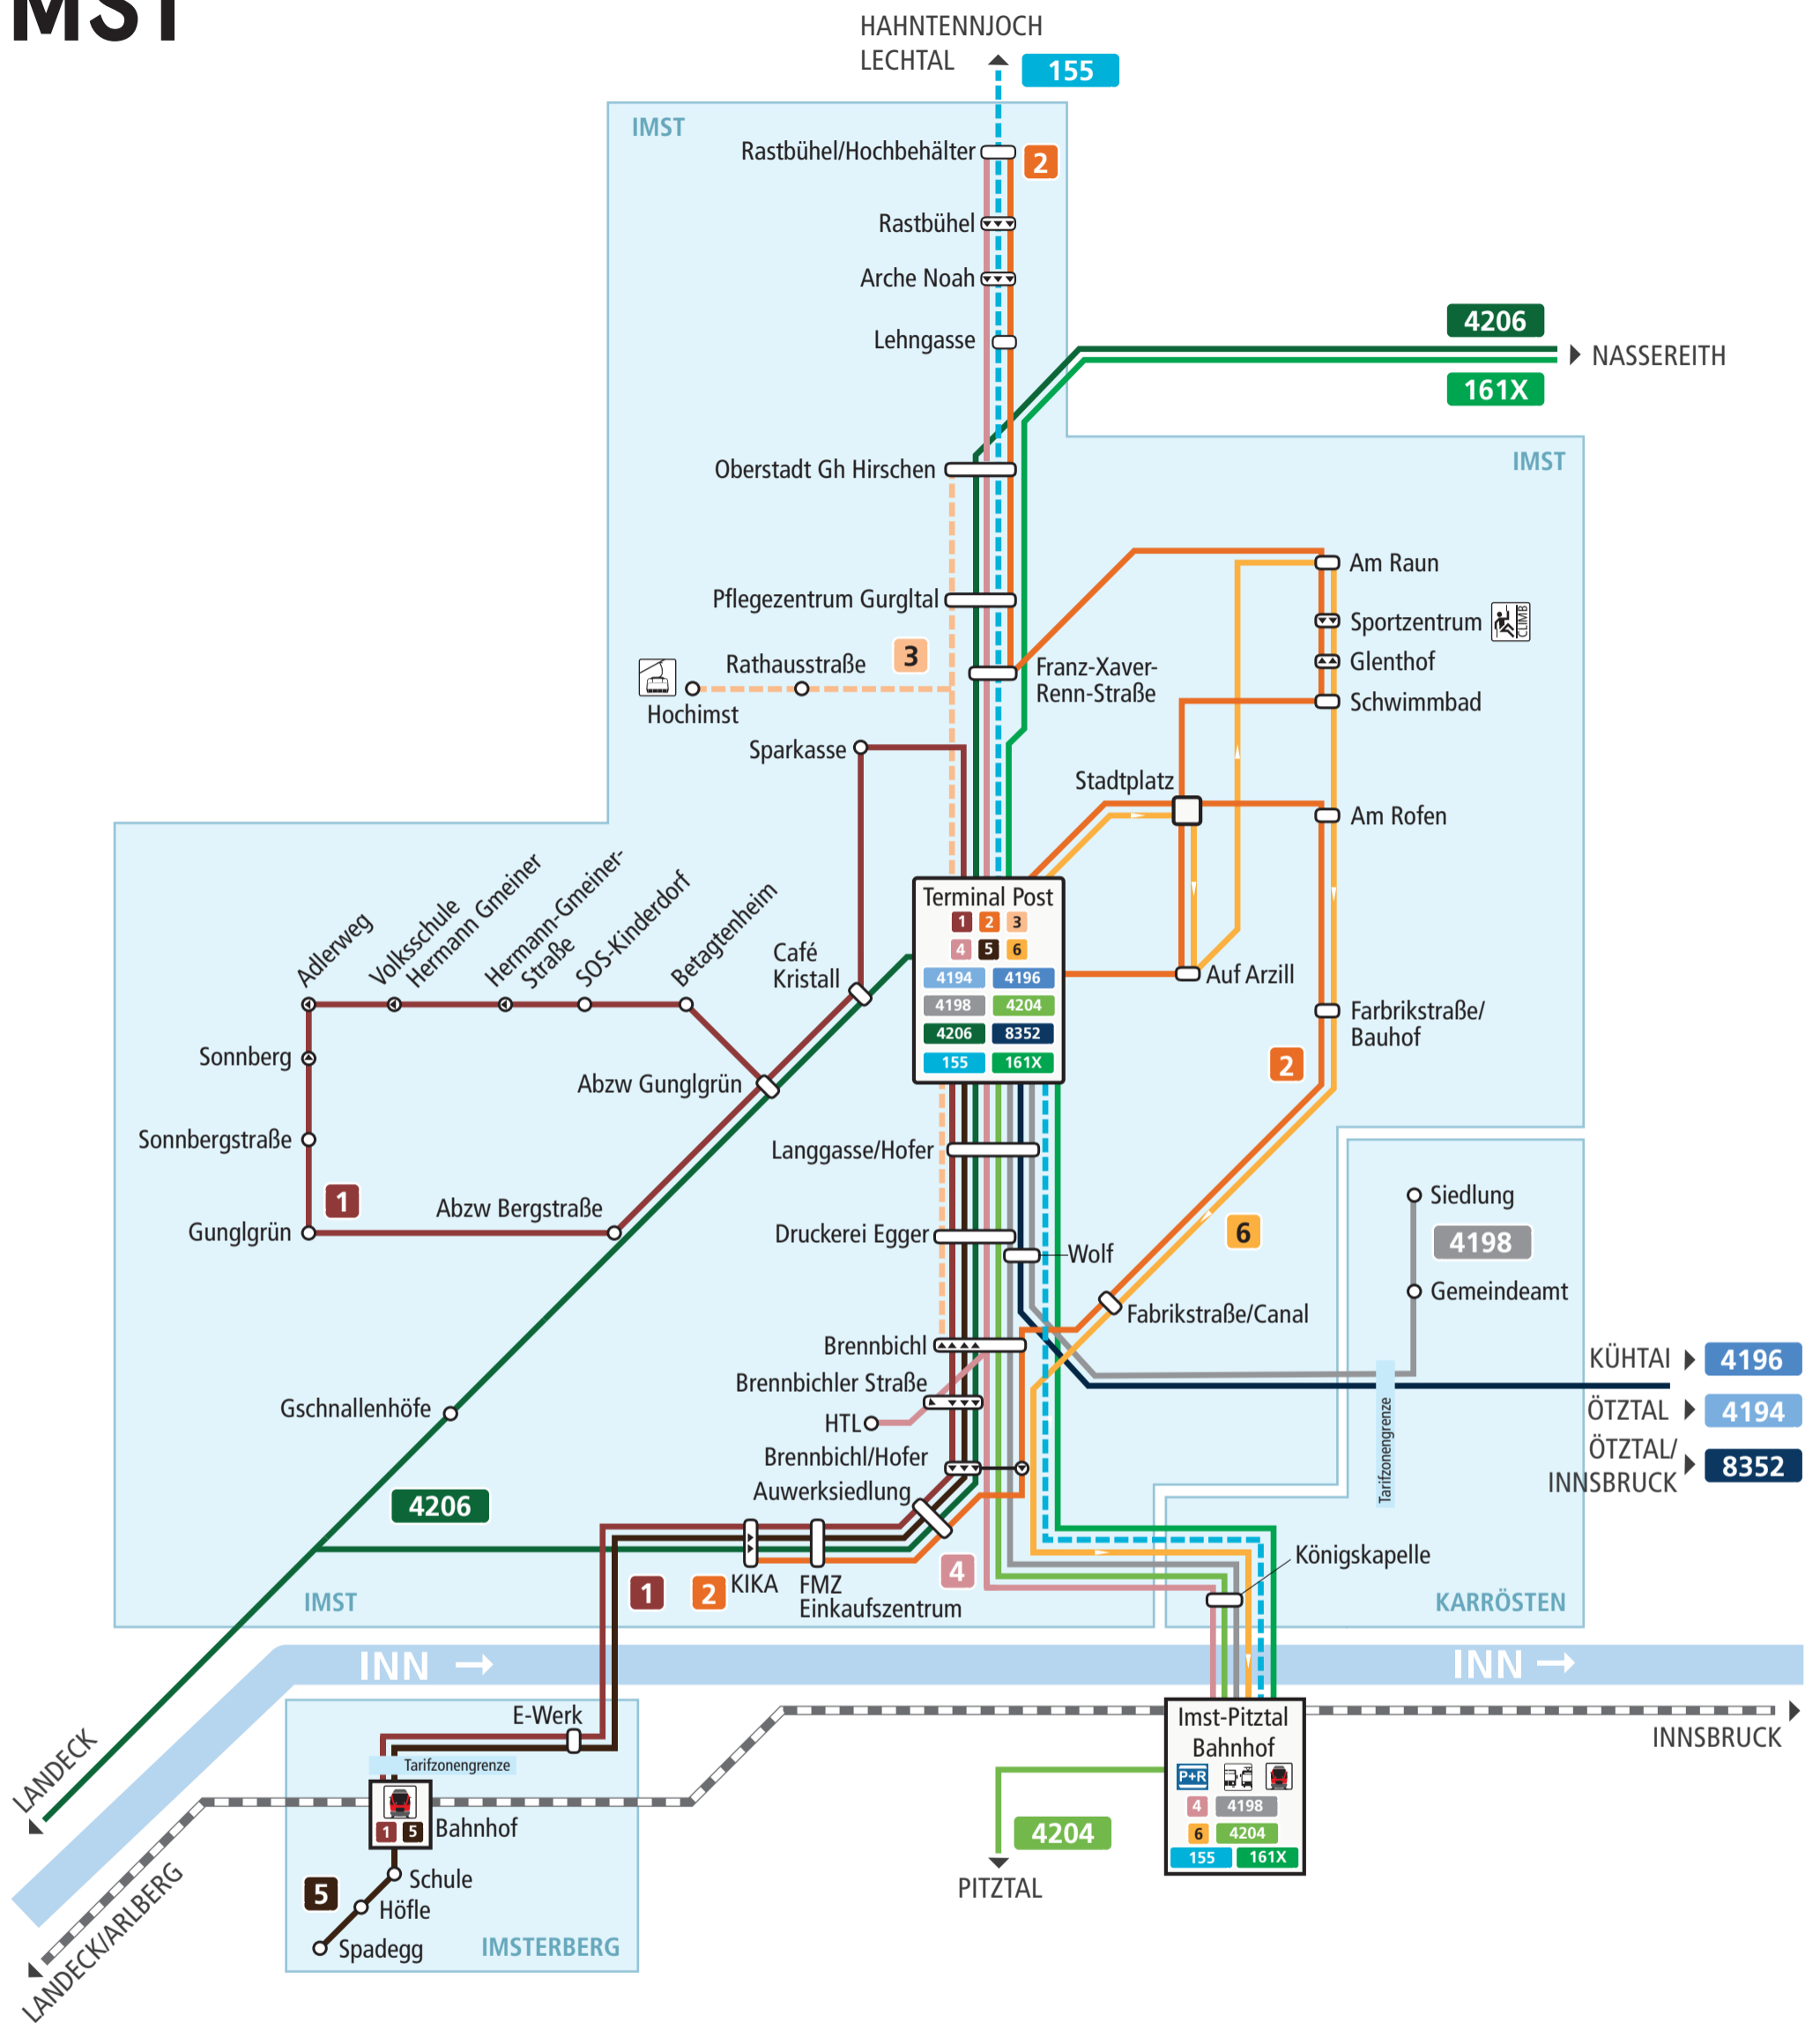 IMST
HAHNTENNJOCH
LECHTAL
155
IMST
Rastbühel/Hochbehälter
2
Rastbühel
Arche Noah
Lehngasse
4206
NASSEREITH
161X
Oberstadt Gh Hirschen
IMST
Am Raun
Pflegezentrum Gurgltal
Sportzentrum
CLIMB
Glenthof
3
Rathausstraße
Hochimst
Franz-Xaver-
Renn-Straße
Schwimmbad
Sparkasse
Stadtplatz
Am Rofen
Adlerweg
Volksschule
Hermann Gmeiner
Hermann-Gmeiner-
Straße
SOS-Kinderdorf
Betagtenheim
Café
Kristall
Terminal Post
1 2 3
4 5 6
4194 4196
4198 4204
4206 8352
155 161X
Auf Arzill
Farbrikstraße/
Bauhof
Sonnberg
Abzw Gunglgrün
2
Sonnbergstraße
Langgasse/Hofer
1
Abzw Bergstraße
Siedlung
Gunglgrün
Druckerei Egger
Wolf
6
4198
Gemeindeamt
Fabrikstraße/Canal
Brennbichl
KÜHTAI
4196
Brennbichler Straße
Gschnallenhöfe
HTL
ÖTZTAL
4194
Tarifzonengrenze
Brennbichl/Hofer
ÖTZTAL/
INNSBRUCK
8352
Auwerksiedlung
4206
4
Königskapelle
1
2
KIKA
FMZ
Einkaufszentrum
IMST
KARRÖSTEN
INN →
INN →
E-Werk
Tarifzonengrenze
Imst-Pitztal
Bahnhof
P+R
4 4198
6 4204
155 161X
INNSBRUCK
LANDECK
1 5
Bahnhof
4204
PITZTAL
5
Schule
Höfle
Spadegg
IMSTERBERG
LANDECK/ARLBERG